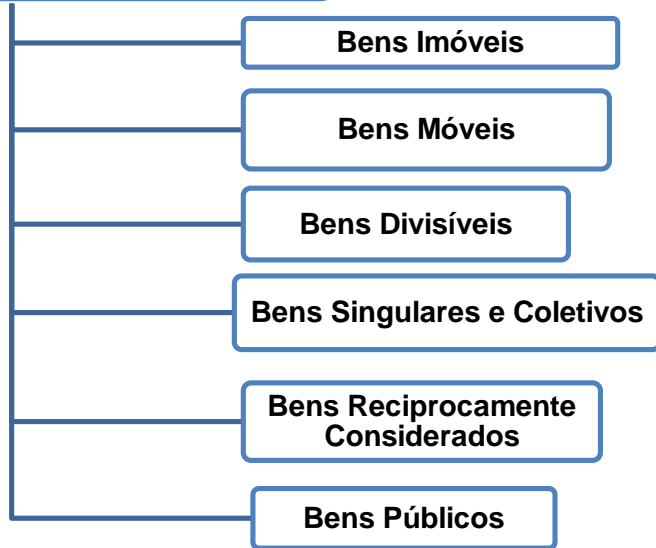 Bens Imóveis
Bens Móveis
Bens Divisíveis
Bens Singulares e Coletivos
Bens Reciprocamente
Considerados
Bens Públicos